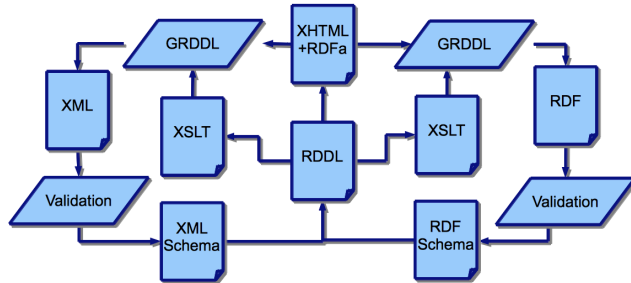 XHTML
+RDFa
GRDDL
GRDDL
XML
RDF
XSLT
RDDL
XSLT
Validation
Validation
XML
Schema
RDF
Schema